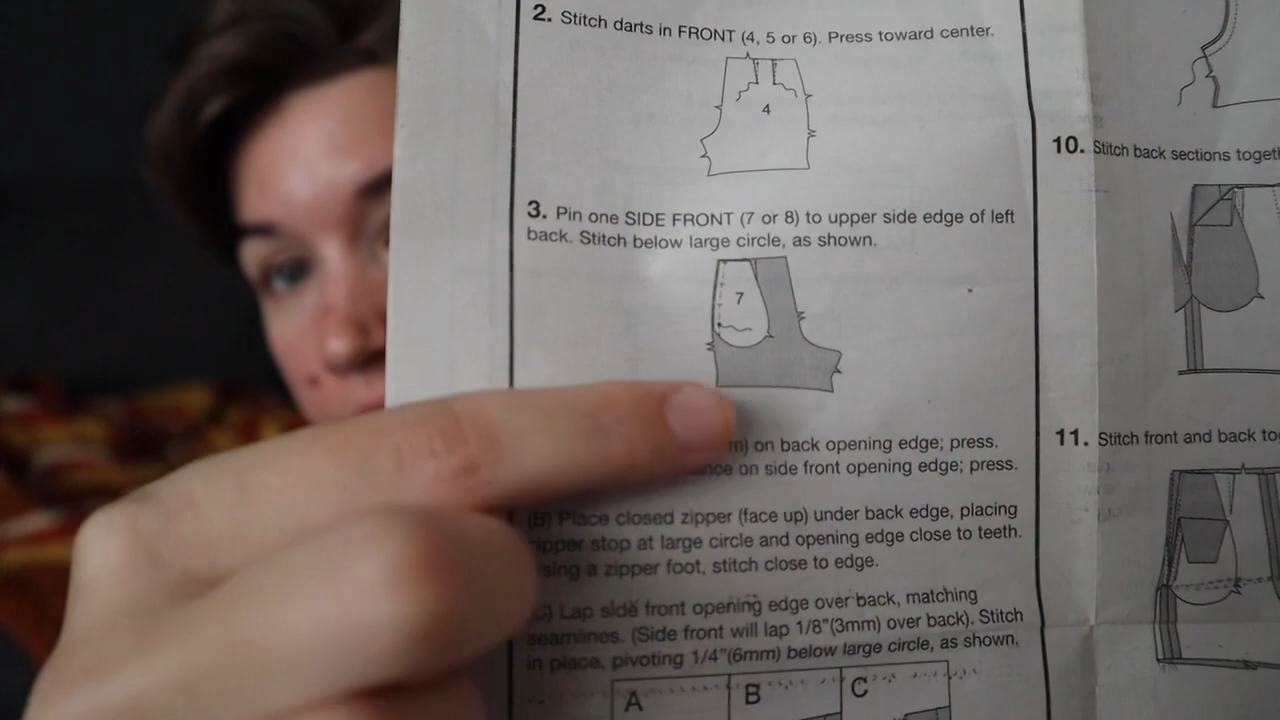 2. Stitch darts in FRONT (4, 5 or 6). Press toward center.
4
3. Pin one SIDE FRONT (7 or 8) to upper side edge of left
back. Stitch below large circle, as shown.
7
on back opening edge; press.
on side front opening edge; press.
(B) Place closed zipper (face up) under back edge, placing
zipper stop at large circle and opening edge close to teeth.
a zipper foot, stitch close to edge.
Lap side front opening edge over back, matching
seamlines. (Side front will lap 1/8"(3mm) over back). Stitch
in place, pivoting 1/4"(6mm) below large circle, as shown.
A
B
C
10. Stitch back sections
11. Stitch front and back